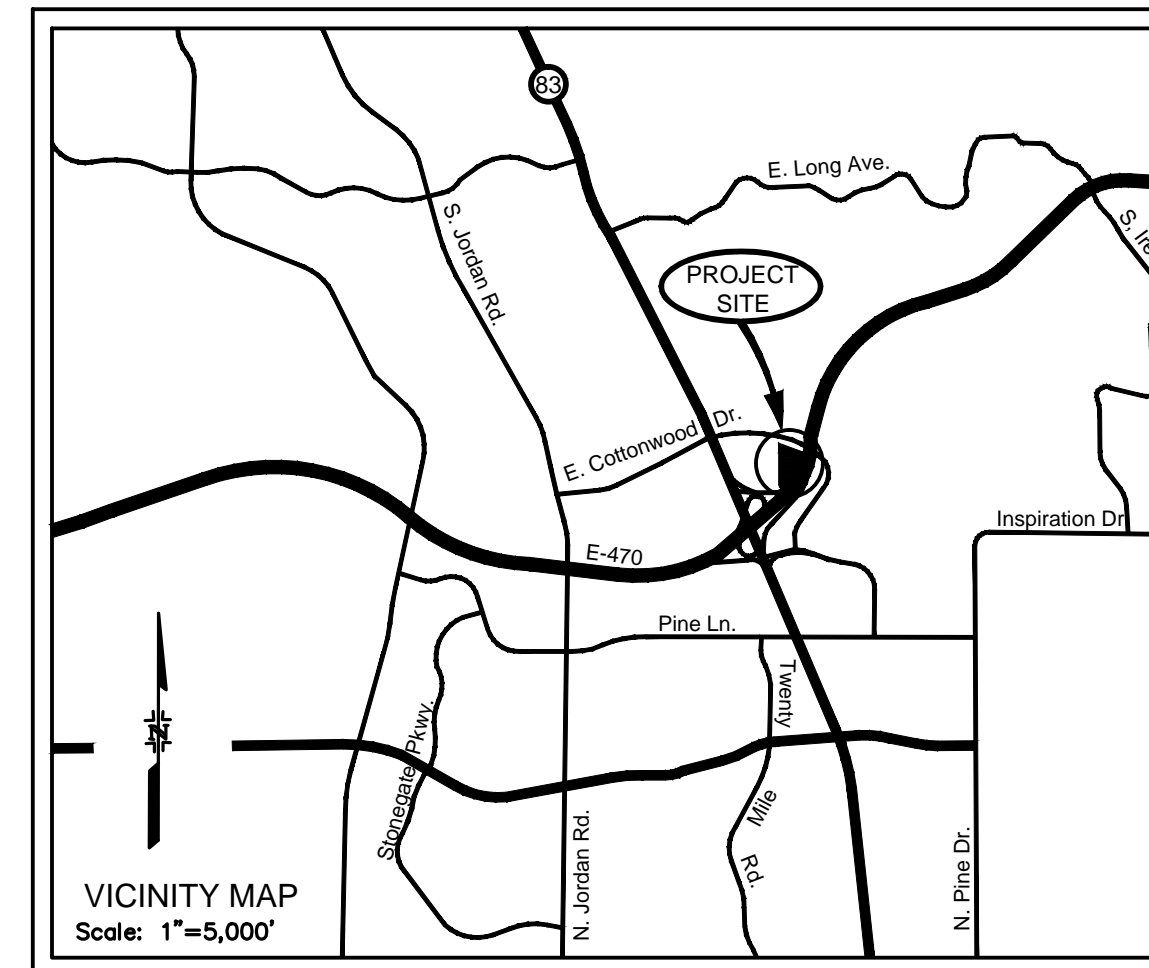 83
E. Long Ave.
S. Jordan Rd.
S, Ire
PROJECT
SITE
E. Cottonwood Dr.
Inspiration Dr
E-470
Pine Ln.
Twenty
Mile
Rd.
Stonegate Pkwy.
N
N. Jordan Rd.
N. Pine Dr.
VICINITY MAP
Scale: 1"=5,000'